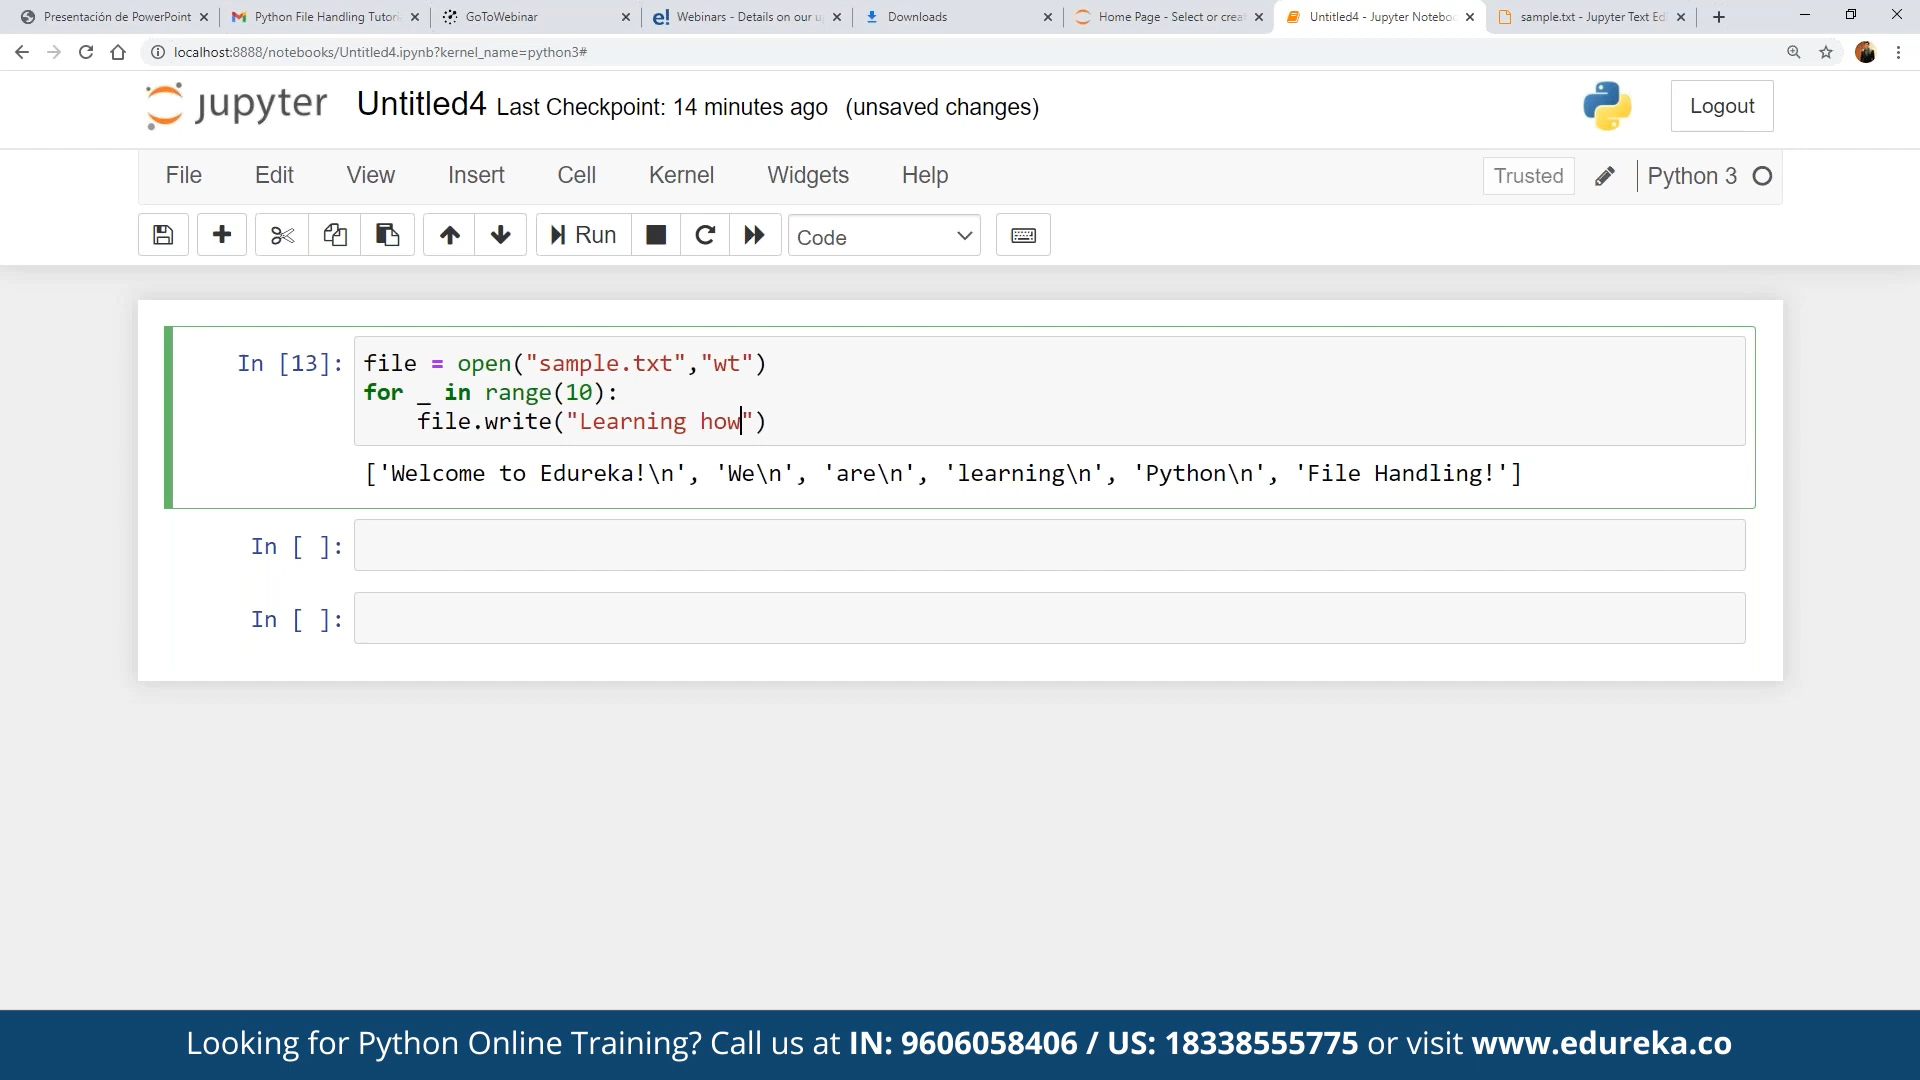 Presentación de PowerPoint
Python File Handling Tutori
GoToWebinar
Webinars - Details on our u
Downloads
Home Page - Select or creat
Untitled4 - Jupyter Noteboo
sample.txt - Jupyter Text Ed
localhost:8888/notebooks/Untitled4.ipynb?kernel_name=python3#
jupyter Untitled4 Last Checkpoint: 14 minutes ago (unsaved changes)
Logout
File Edit View Insert Cell Kernel Widgets Help
Trusted
Python 3
Run
Code
In [13]: file = open("sample.txt","wt")
for _ in range(10):
    file.write("Learning how")
['Welcome to Edureka!\n', 'We\n', 'are\n', 'learning\n', 'Python\n', 'File Handling!']
In [ ]:
In [ ]:
Looking for Python Online Training? Call us at IN: 9606058406 / US: 18338555775 or visit www.edureka.co